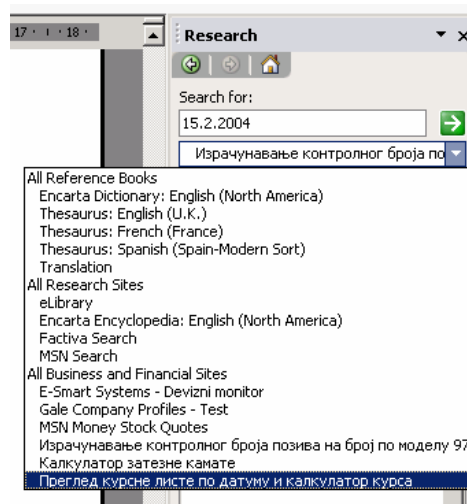 17 · ı · 18 ·
Research
Search for:
15.2.2004
Израчунавање контролног броја по
All Reference Books
Encarta Dictionary: English (North America)
Thesaurus: English (U.K.)
Thesaurus: French (France)
Thesaurus: Spanish (Spain-Modern Sort)
Translation
All Research Sites
eLibrary
Encarta Encyclopedia: English (North America)
Factiva Search
MSN Search
All Business and Financial Sites
E-Smart Systems - Devizni monitor
Gale Company Profiles - Test
MSN Money Stock Quotes
Израчунавање контролног броја позива на број по моделу 97
Калкулатор затезне камате
Преглед курсне листе по датуму и калкулатор курса